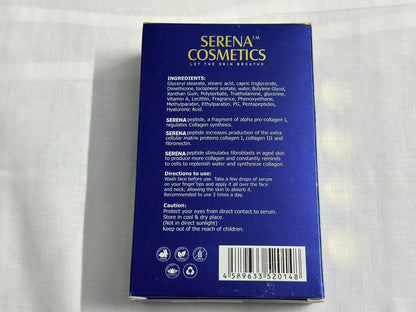 SERENA™
COSMETICS
LET THE SKIN BREATHE
INGREDIENTS:
Glyceryl stearate, stearic acid, capric triglyceride,
Dimethicone, tocopherol acetate, water, Butylene Glycol,
Xanthan Gum, Polysorbate, Triatholamine, glycerine,
Vitamin A, Lecithin, Fragrance, Phenoxyethanone,
Methylparabin, Ethylparabin, PG, Pentapeptides,
Hyaluronic Acid.
SERENA peptide, a fragment of alpha pro-collagen 1,
regulates Collagen synthesis.
SERENA peptide increases production of the extra
cellular matrix proteins collagen I, collagen III and
fibronectin.
SERENA peptide stimulates fibroblasts in aged skin
to produce more collagen and constantly reminds
to cells to replenish water and synthesize collagen.
Directions to use:
Wash face before use. Take a few drops of serum
on your finger tips and apply it all over the face
and neck; allowing the skin to absorb it.
Recommended to use 3 times a day
Caution:
Protect your eyes from direct contact to serum.
Store in cool & dry place.
(Not in direct sunlight)
Keep out of the reach of children.
4 589633 520148